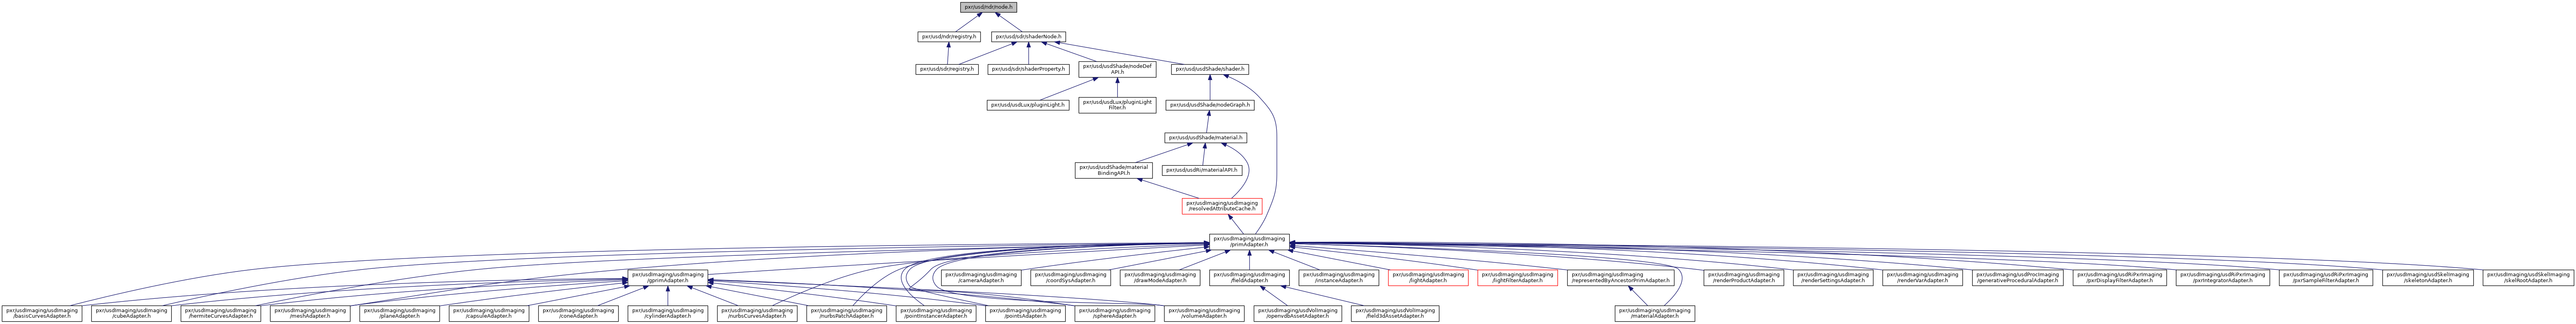 pxr/usd/ndr/node.h
pxr/usd/ndr/registry.h
pxr/usd/sdr/shaderNode.h
pxr/usd/sdr/registry.h
pxr/usd/sdr/shaderProperty.h
pxr/usd/usdShade/nodeDef
API.h
pxr/usd/usdShade/shader.h
pxr/usd/usdLux/pluginLight.h
pxr/usd/usdLux/pluginLight
Filter.h
pxr/usd/usdShade/nodeGraph.h
pxr/usd/usdShade/material.h
pxr/usd/usdShade/material
BindingAPI.h
pxr/usd/usdRi/materialAPI.h
pxr/usdImaging/usdImaging
/resolvedAttributeCache.h
pxr/usdImaging/usdImaging
/primAdapter.h
pxr/usdImaging/usdImaging
/gprimAdapter.h
pxr/usdImaging/usdImaging
/cameraAdapter.h
pxr/usdImaging/usdImaging
/coordSysAdapter.h
pxr/usdImaging/usdImaging
/drawModeAdapter.h
pxr/usdImaging/usdImaging
/fieldAdapter.h
pxr/usdImaging/usdImaging
/instanceAdapter.h
pxr/usdImaging/usdImaging
/lightAdapter.h
pxr/usdImaging/usdImaging
/lightFilterAdapter.h
pxr/usdImaging/usdImaging
/representedByAncestorPrimAdapter.h
pxr/usdImaging/usdImaging
/renderProductAdapter.h
pxr/usdImaging/usdImaging
/renderSettingsAdapter.h
pxr/usdImaging/usdImaging
/renderVarAdapter.h
pxr/usdImaging/usdProcImaging
/generativeProceduralAdapter.h
pxr/usdImaging/usdRiPxrImaging
/pxrDisplayFilterAdapter.h
pxr/usdImaging/usdRiPxrImaging
/pxrIntegratorAdapter.h
pxr/usdImaging/usdRiPxrImaging
/pxrSampleFilterAdapter.h
pxr/usdImaging/usdSkelImaging
/skeletonAdapter.h
pxr/usdImaging/usdSkelImaging
/skelRootAdapter.h
pxr/usdImaging/usdImaging
/basisCurvesAdapter.h
pxr/usdImaging/usdImaging
/cubeAdapter.h
pxr/usdImaging/usdImaging
/hermiteCurvesAdapter.h
pxr/usdImaging/usdImaging
/meshAdapter.h
pxr/usdImaging/usdImaging
/planeAdapter.h
pxr/usdImaging/usdImaging
/capsuleAdapter.h
pxr/usdImaging/usdImaging
/coneAdapter.h
pxr/usdImaging/usdImaging
/cylinderAdapter.h
pxr/usdImaging/usdImaging
/nurbsCurvesAdapter.h
pxr/usdImaging/usdImaging
/nurbsPatchAdapter.h
pxr/usdImaging/usdImaging
/pointInstancerAdapter.h
pxr/usdImaging/usdImaging
/pointsAdapter.h
pxr/usdImaging/usdImaging
/sphereAdapter.h
pxr/usdImaging/usdImaging
/volumeAdapter.h
pxr/usdImaging/usdVolImaging
/openvdbAssetAdapter.h
pxr/usdImaging/usdVolImaging
/field3dAssetAdapter.h
pxr/usdImaging/usdImaging
/materialAdapter.h